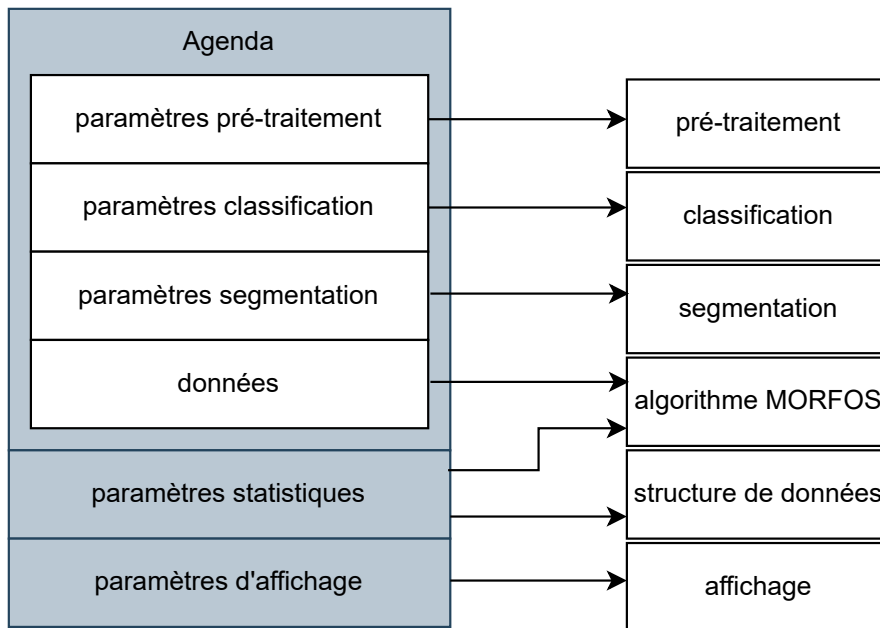 Agenda
paramètres pré-traitement
paramètres classification
paramètres segmentation
données
paramètres statistiques
paramètres d'affichage
pré-traitement
classification
segmentation
algorithme MORFOS
structure de données
affichage